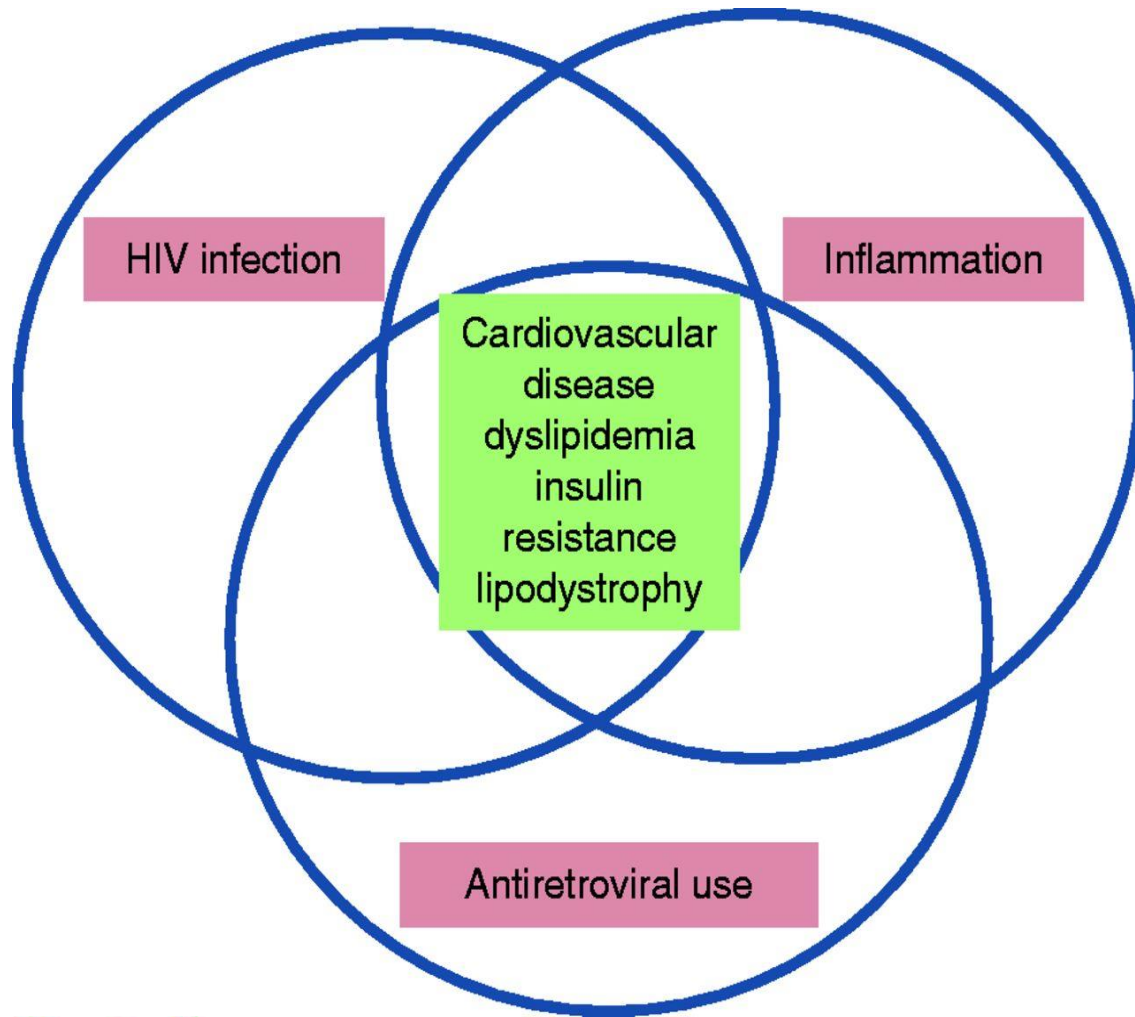 HIV infection
Inflammation
Cardiovascular
disease
dyslipidemia
insulin
resistance
lipodystrophy
Antiretroviral use